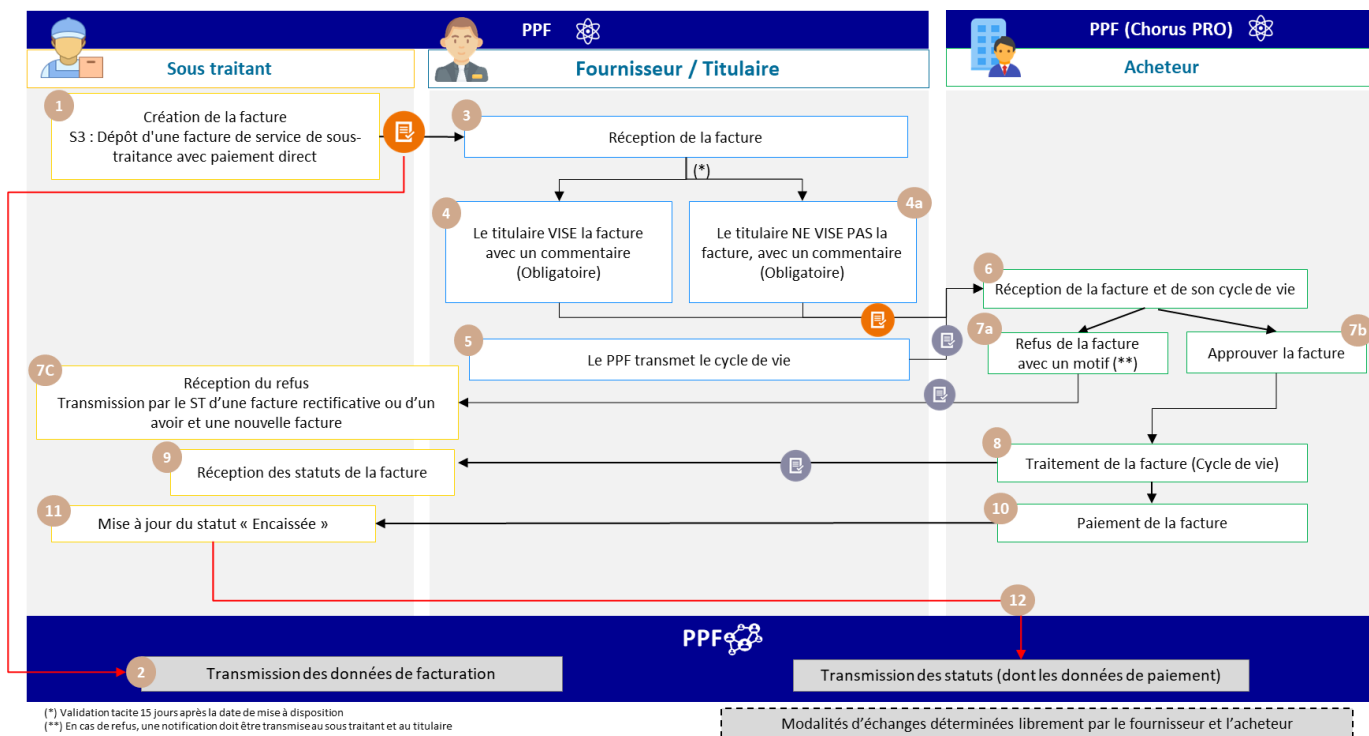 PPF
PPF (Chorus PRO)
Sous traitant
Fournisseur / Titulaire
Acheteur
1
Création de la facture
S3 : Dépôt d'une facture de service de sous-
traitance avec paiement direct
3
Réception de la facture
(*)
4
Le titulaire VISE la facture
avec un commentaire
(Obligatoire)
4a
Le titulaire NE VISE PAS la
facture, avec un commentaire
(Obligatoire)
6
Réception de la facture et de son cycle de vie
5
Le PPF transmet le cycle de vie
7a
Refus de la facture
avec un motif (**)
7b
Approuver la facture
7C
Réception du refus
Transmission par le ST d’une facture rectificative ou d’un
avoir et une nouvelle facture
8
Traitement de la facture (Cycle de vie)
9
Réception des statuts de la facture
10
Paiement de la facture
11
Mise à jour du statut « Encaissée »
12
PPF
2
Transmission des données de facturation
Transmission des statuts (dont les données de paiement)
(*) Validation tacite 15 jours après la date de mise à disposition
(**) En cas de refus, une notification doit être transmise au sous traitant et au titulaire
Modalités d’échanges déterminées librement par le fournisseur et l’acheteur